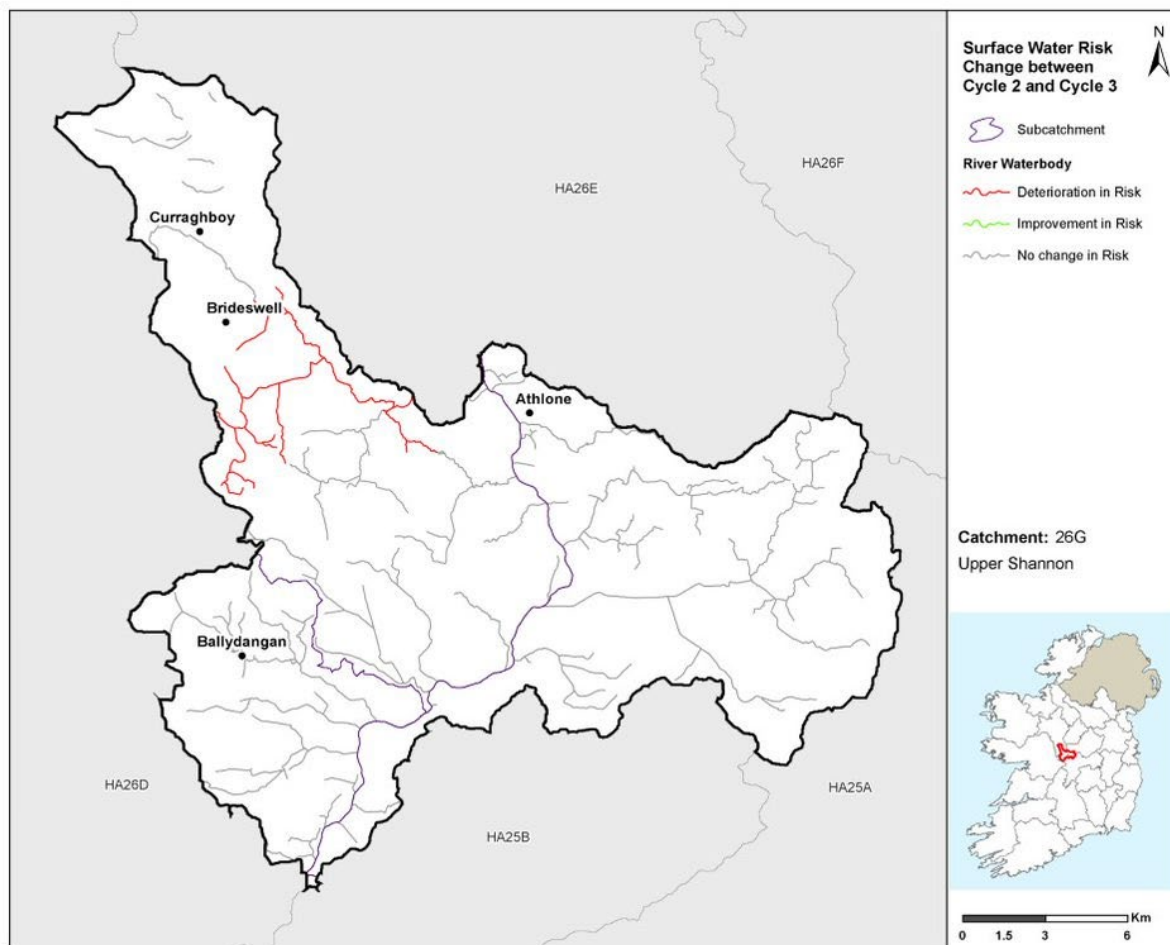 Surface Water Risk
Change between
Cycle 2 and Cycle 3
N
Subcatchment
River Waterbody
Deterioration in Risk
Improvement in Risk
No change in Risk
HA26F
HA26E
Curraghboy
Brideswell
Athlone
Ballydangan
HA26D
HA25B
HA25A
Catchment: 26G
Upper Shannon
Km
0 1.5 3 6